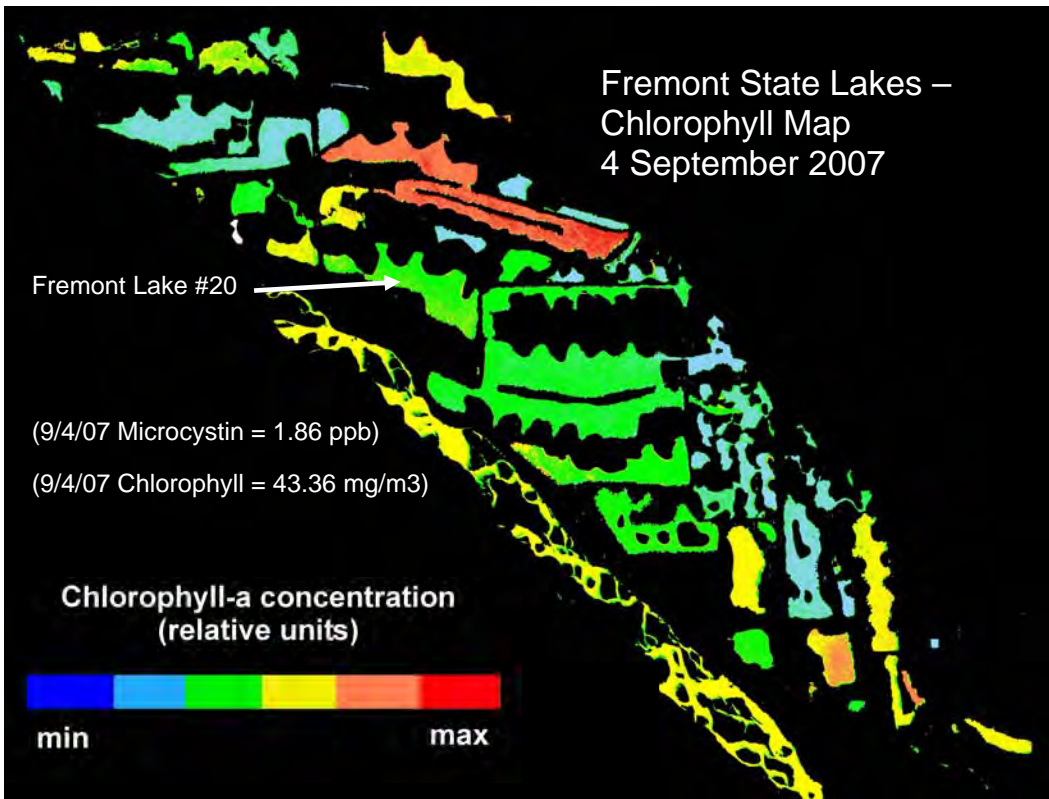 Fremont State Lakes –
Chlorophyll Map
4 September 2007
Fremont Lake #20
(9/4/07 Microcystin = 1.86 ppb)
(9/4/07 Chlorophyll = 43.36 mg/m3)
Chlorophyll-a concentration
(relative units)
min max